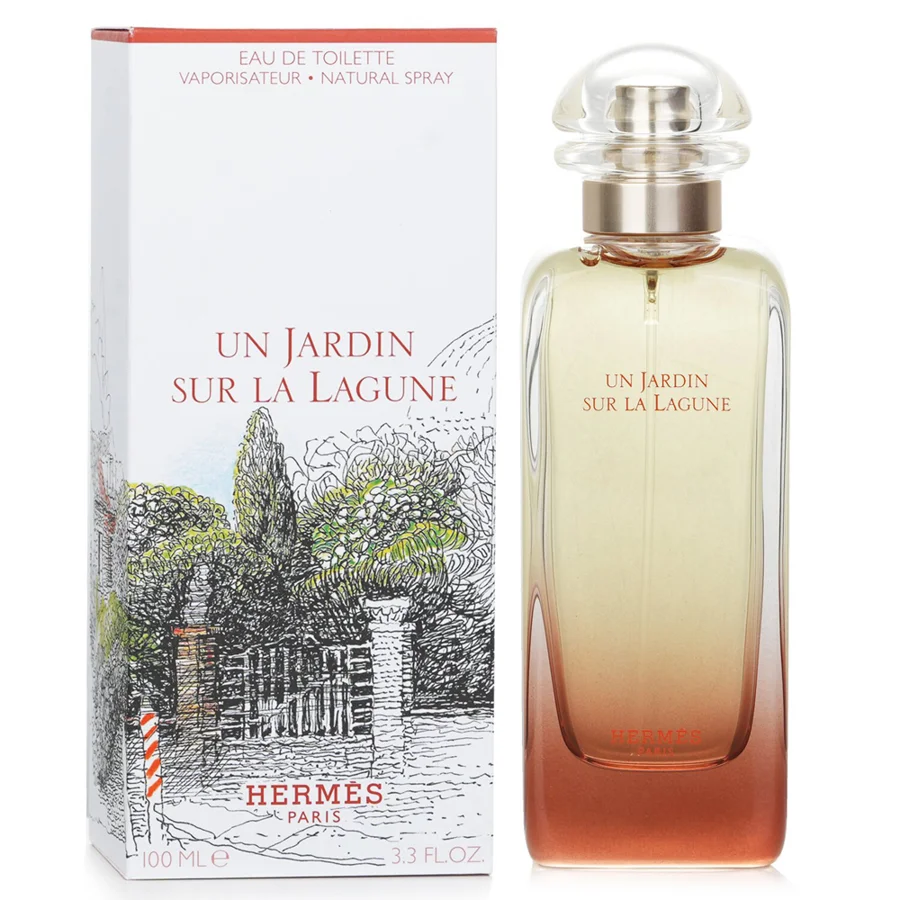 EAU DE TOILETTE
VAPORISATEUR • NATURAL SPRAY
UN JARDIN
SUR LA LAGUNE
HERMÈS
PARIS
100 ML ℮
3.3 FL.OZ.
UN JARDIN
SUR LA LAGUNE
HERMÈS
PARIS